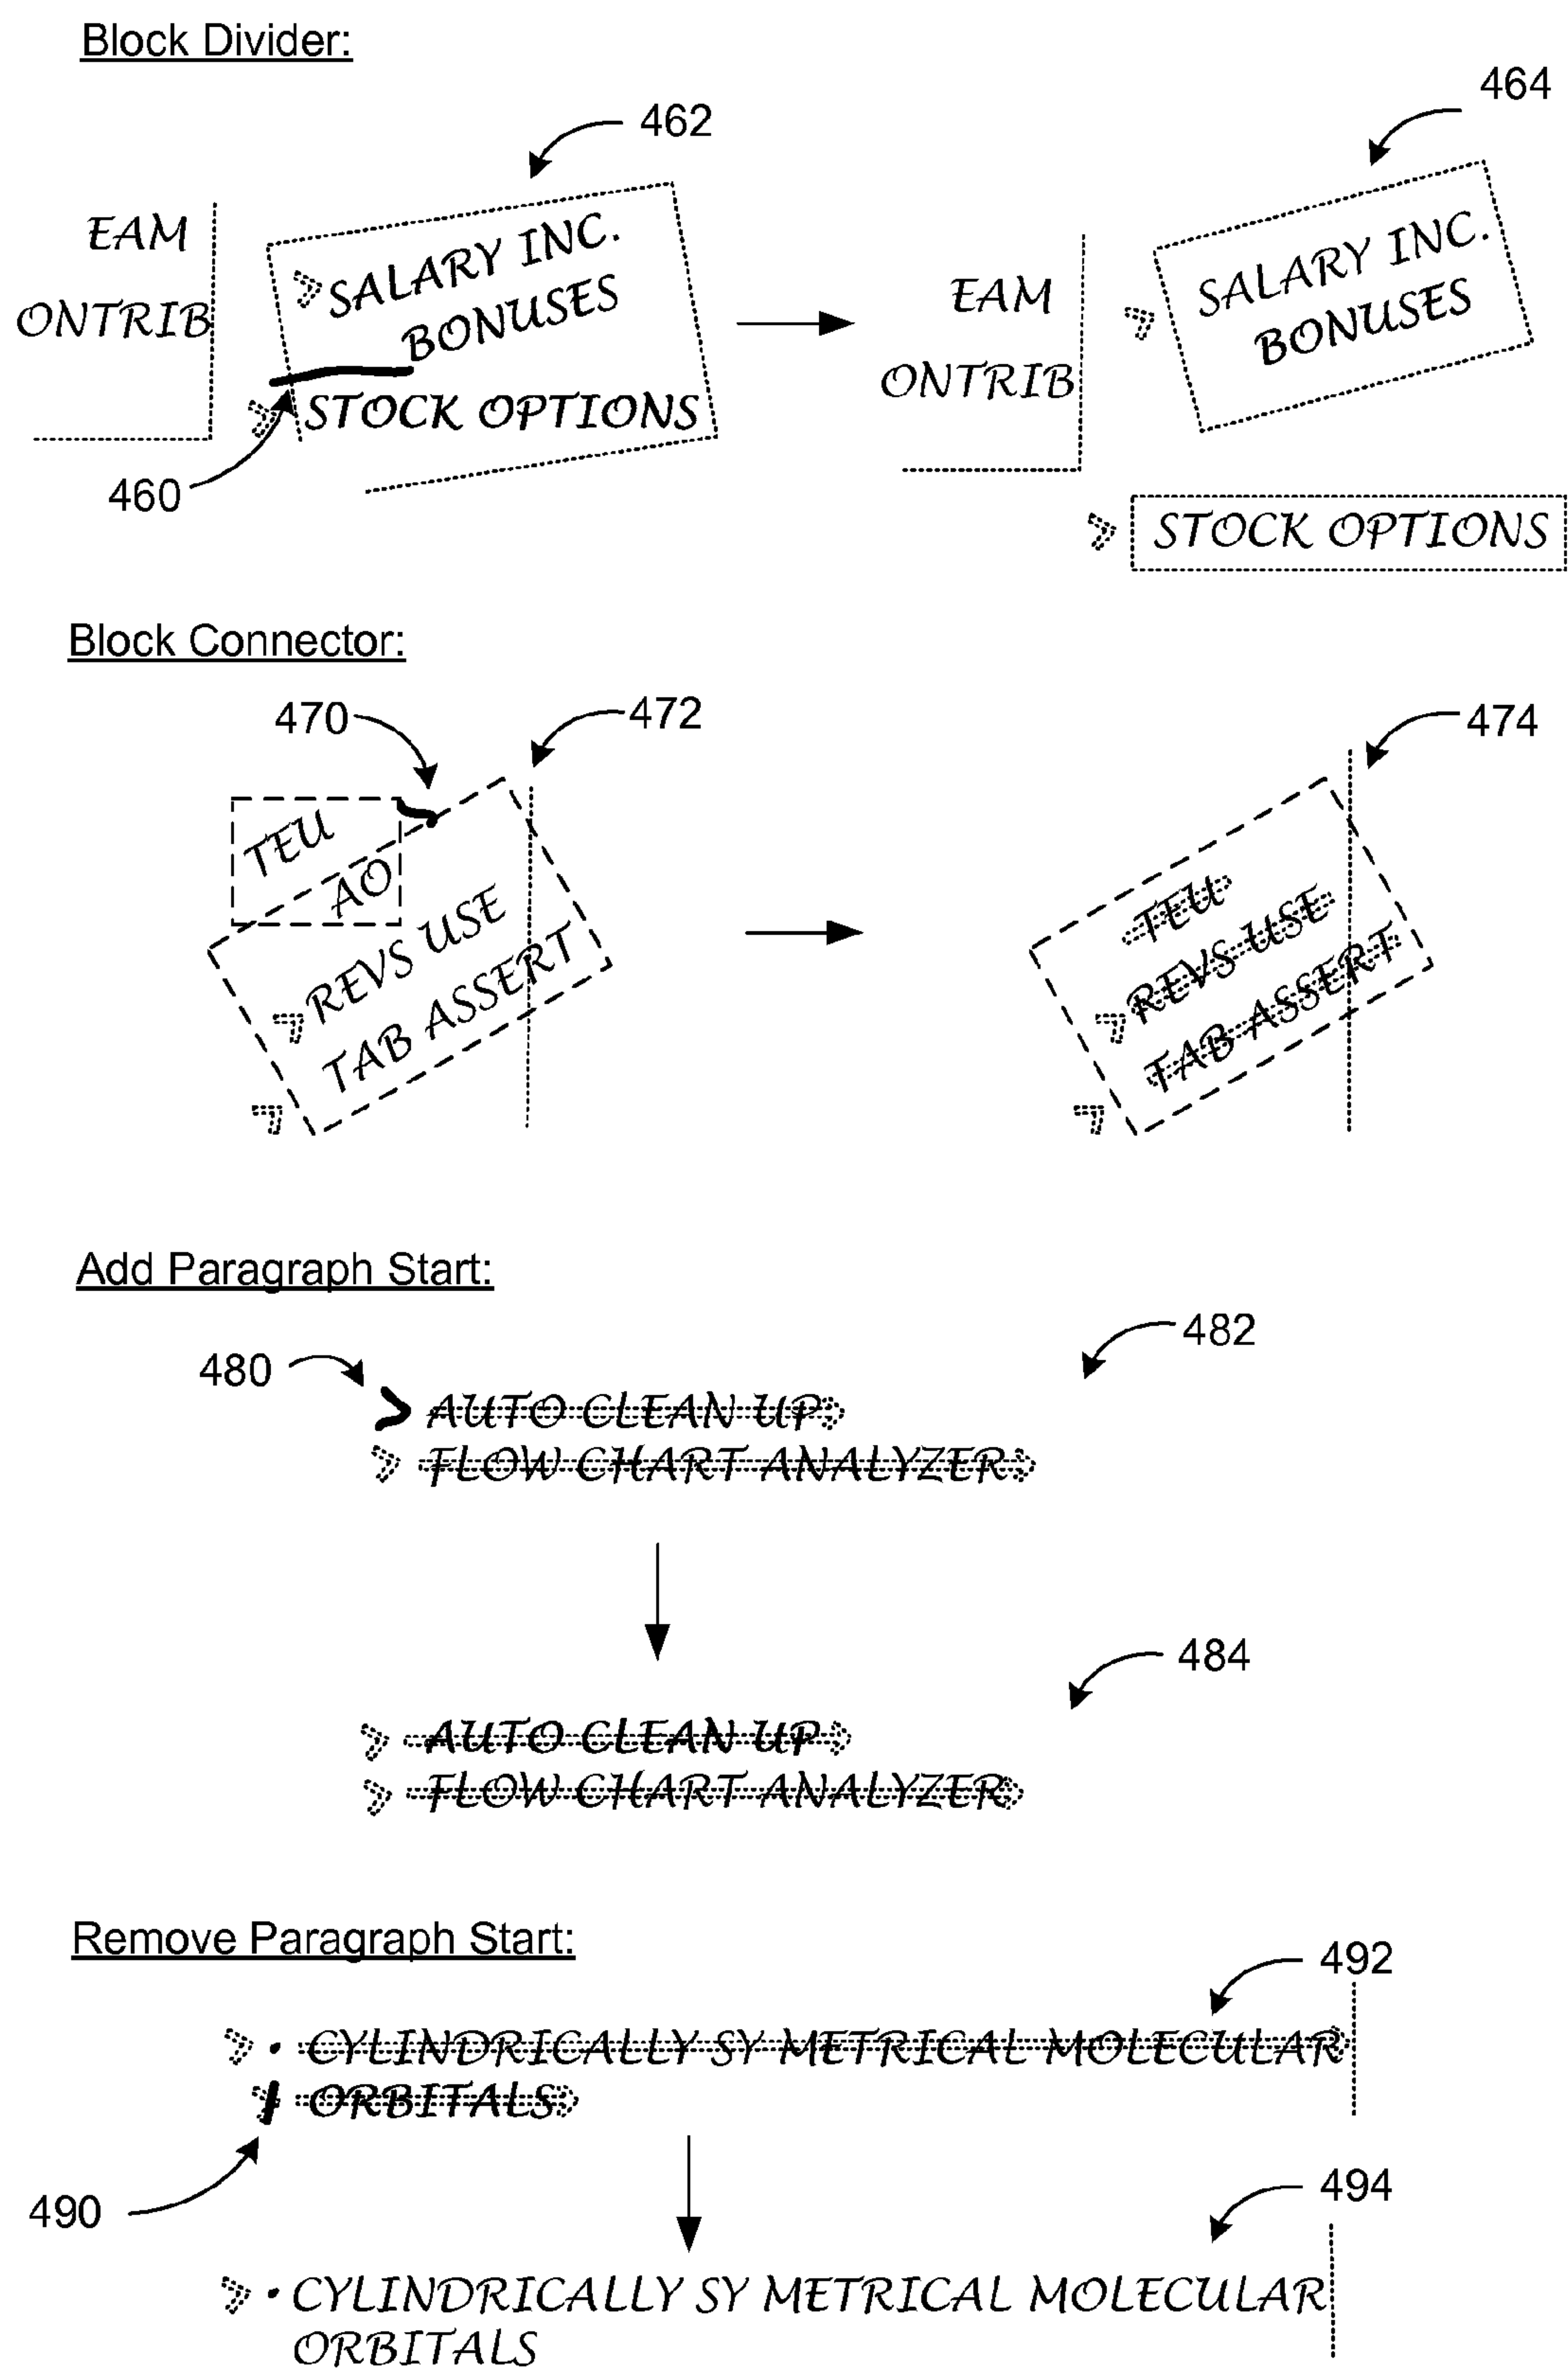 Block Divider:
462
464
EAM
ONTRIB
SALARY INC.
BONUSES
STOCK OPTIONS
460
EAM
ONTRIB
SALARY INC.
BONUSES
STOCK OPTIONS
Block Connector:
470
472
474
TEU
AO
REVS USE
TAB ASSERT
TEU
REVS USE
TAB ASSERT
Add Paragraph Start:
480
482
AUTO CLEAN UP
FLOW CHART ANALYZER
484
AUTO CLEAN UP
FLOW CHART ANALYZER
Remove Paragraph Start:
492
• CYLINDRICALLY SY METRICAL MOLECULAR
ORBITALS
490
494
• CYLINDRICALLY SY METRICAL MOLECULAR
ORBITALS